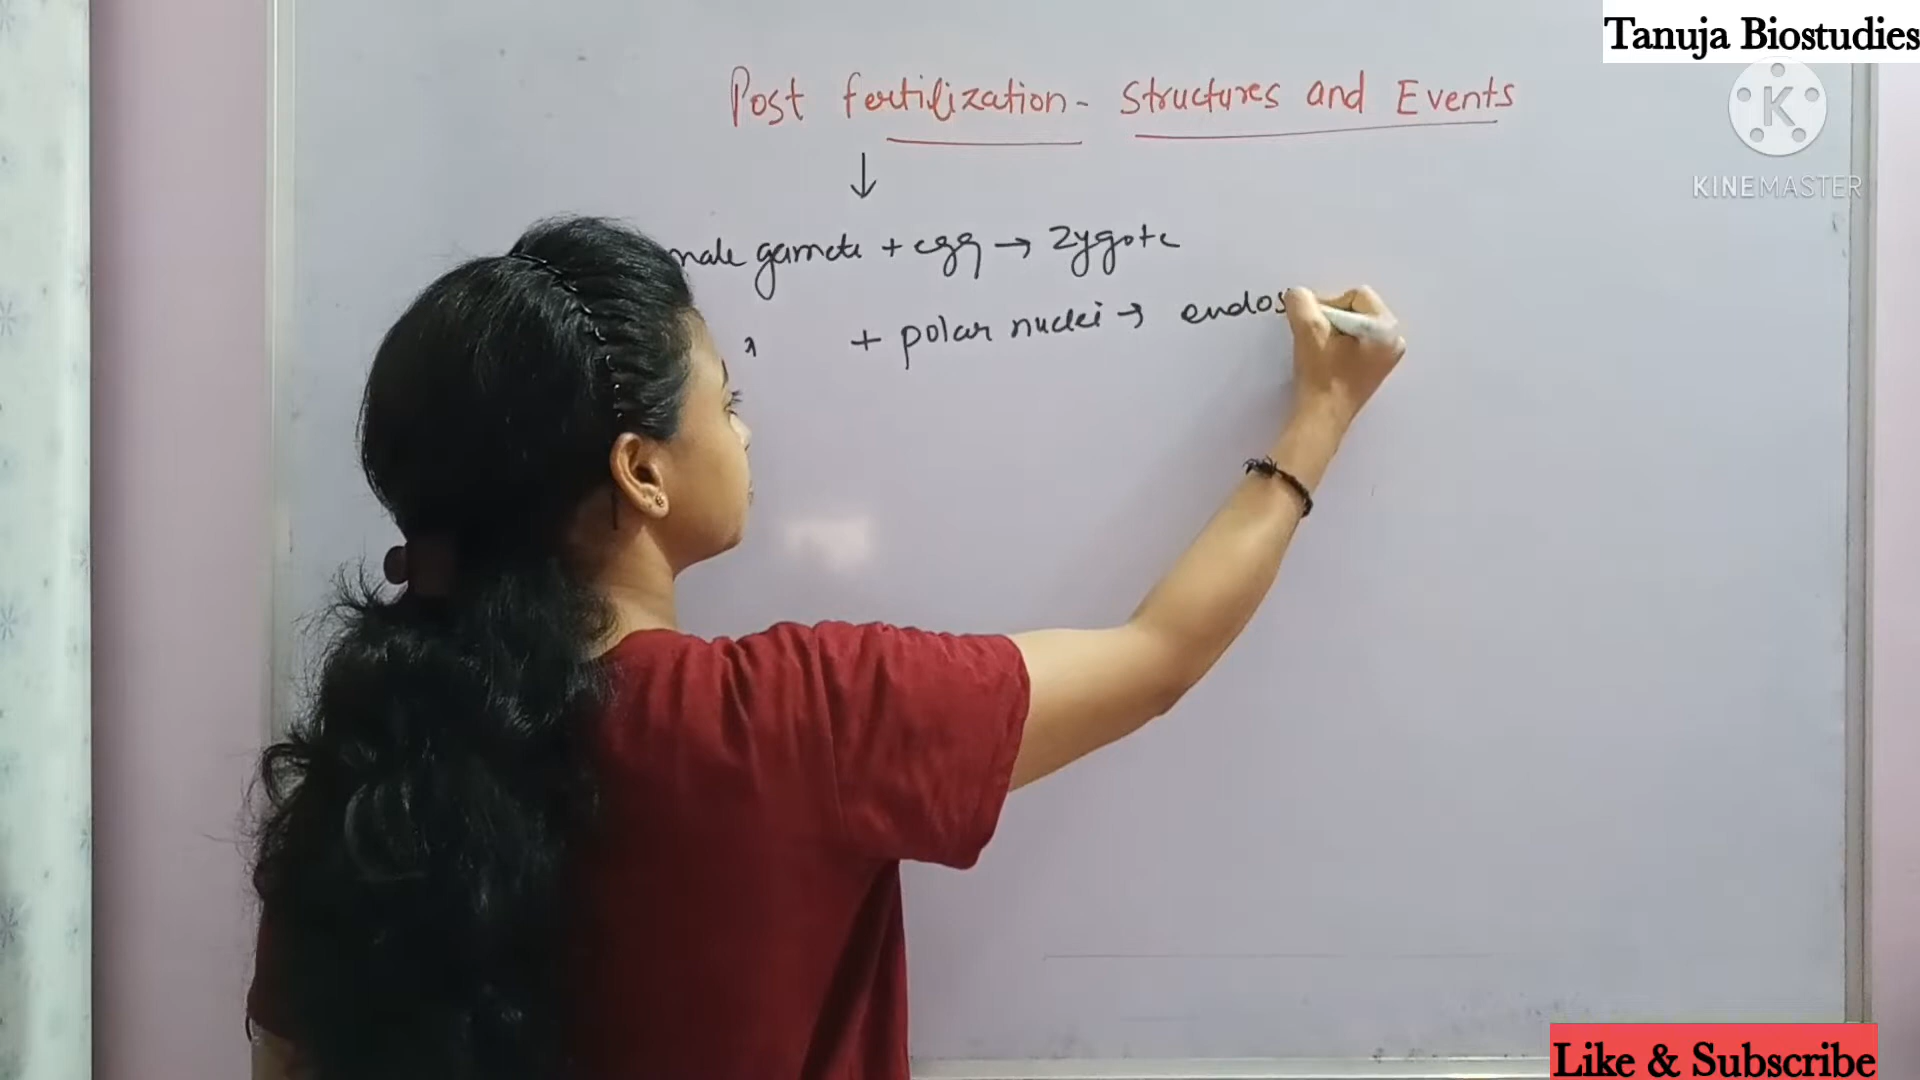 Tanuja Biostudies
Post fertilization - Structures and Events
KINEMASTER
male gamete + egg → Zygote
+ polar nuclei → endos
Like & Subscribe